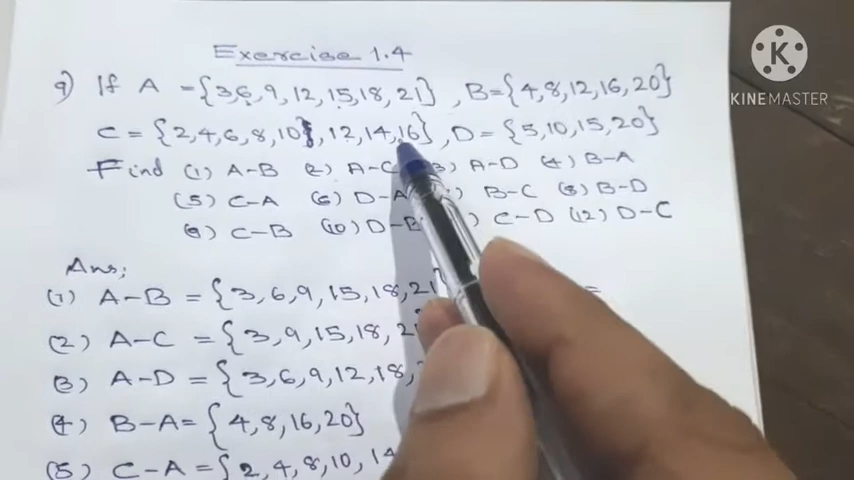 Exercise 1.4
9) If A = {3,6,9,12,15,18,21} , B={4,8,12,16,20}
C = {2,4,6,8,10, 12,14,16} , D = {5,10,15,20}
Find (1) A-B (2) A-C 3) A-D (4) B-A
(5) C-A (6) D-A ) B-C (8) B-D
(9) C-B (10) D-B ) C-D (12) D-C
Ans;
(1) A-B = {3,6,9,15,18,21
(2) A-C = {3,9,15,18,
(3) A-D = {3,6,9,12,18,
(4) B-A= {4,8,16,20}
(5) C-A ={2,4,8,10,14
K
KINEMASTER